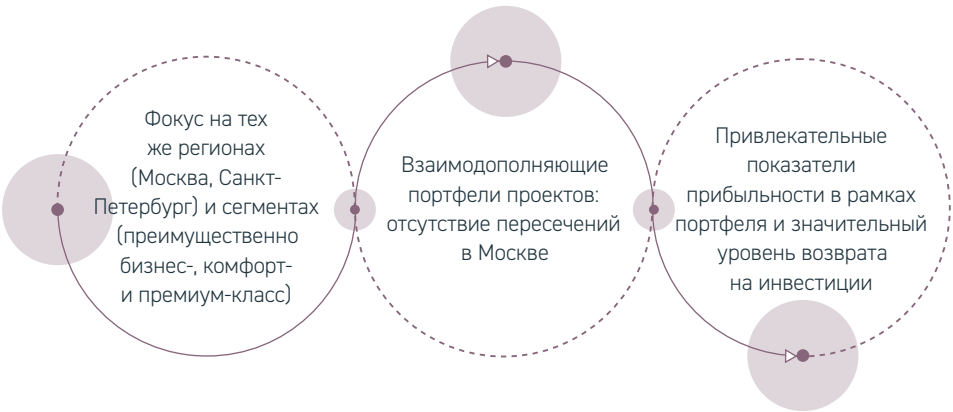 Фокус на тех
же регионах
(Москва, Санкт-
Петербург) и сегментах
(преимущественно
бизнес-, комфорт-
и премиум-класс)
Взаимодополняющие
портфели проектов:
отсутствие пересечений
в Москве
Привлекательные
показатели
прибыльности в рамках
портфеля и значительный
уровень возврата
на инвестиции